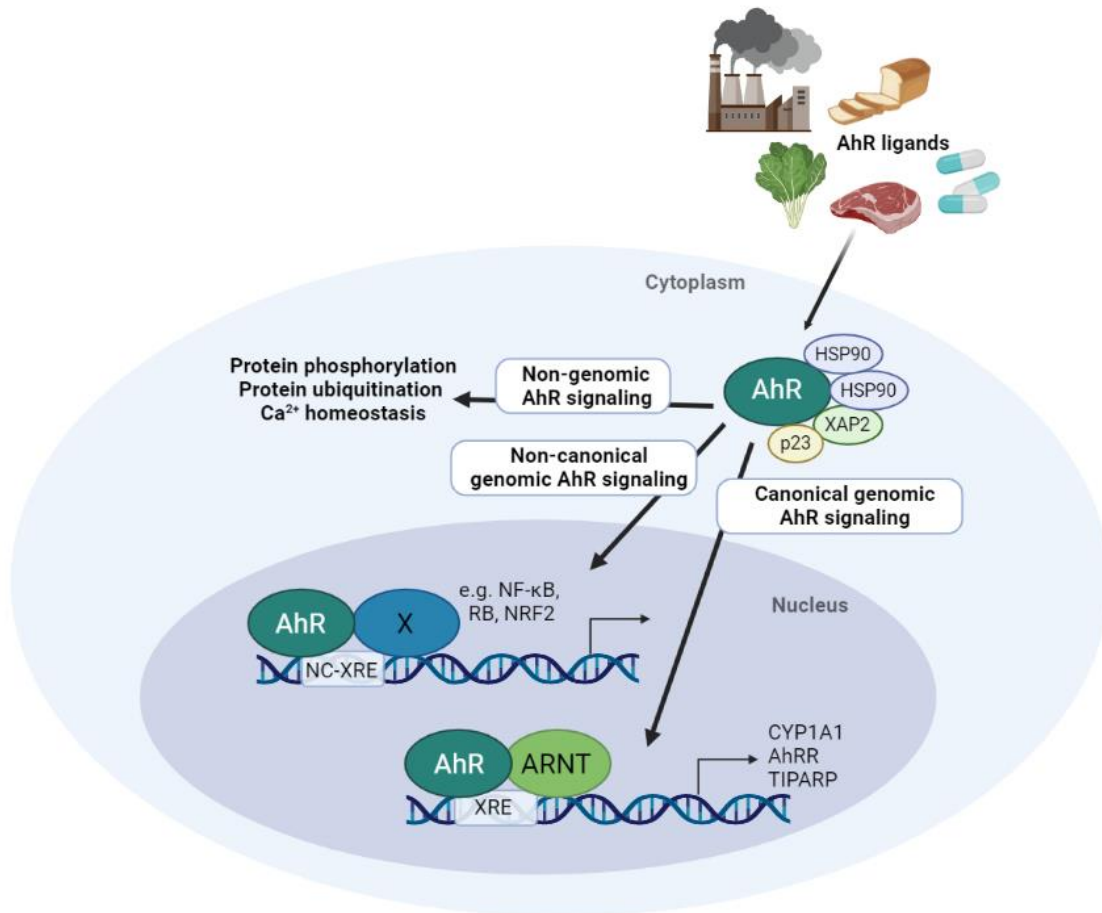 AhR ligands
Cytoplasm
HSP90
AhR
HSP90
XAP2
p23
Non-genomic
AhR signaling
Protein phosphorylation
Protein ubiquitination
Ca²⁺ homeostasis
Non-canonical
genomic AhR signaling
Canonical genomic
AhR signaling
Nucleus
e.g. NF-κB,
RB, NRF2
AhR
X
NC-XRE
AhR
ARNT
XRE
CYP1A1
AhRR
TIPARP